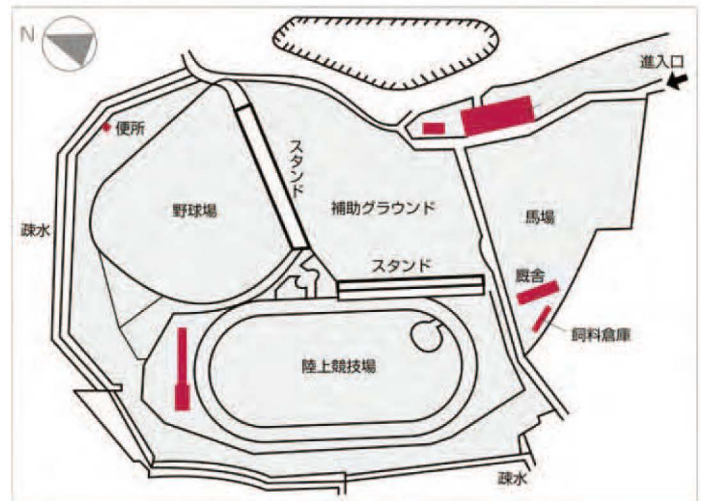 N
進入口
便所
スタンド
野球場
補助グラウンド
馬場
疎水
スタンド
厩舎
飼料倉庫
陸上競技場
疎水